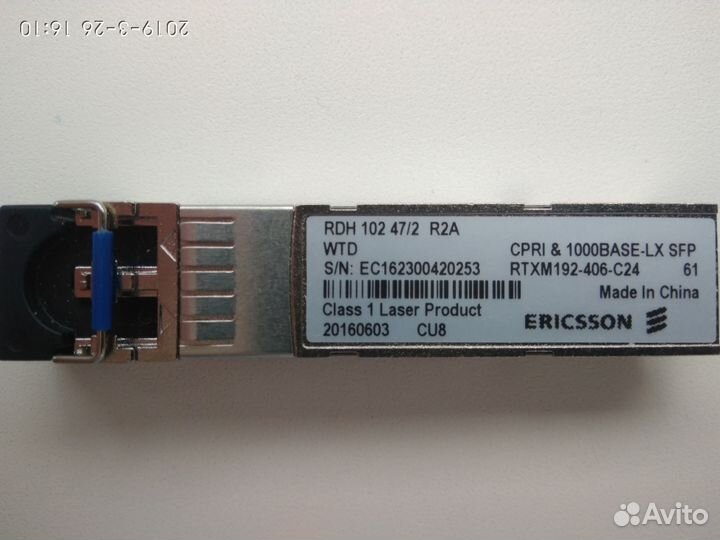 2019-3-26 16:10
RDH 102 47/2 R2A
WTD CPRI & 1000BASE-LX SFP
S/N: EC162300420253 RTXM192-406-C24 61
Made In China
Class 1 Laser Product
20160603 CU8 ERICSSON
Avito